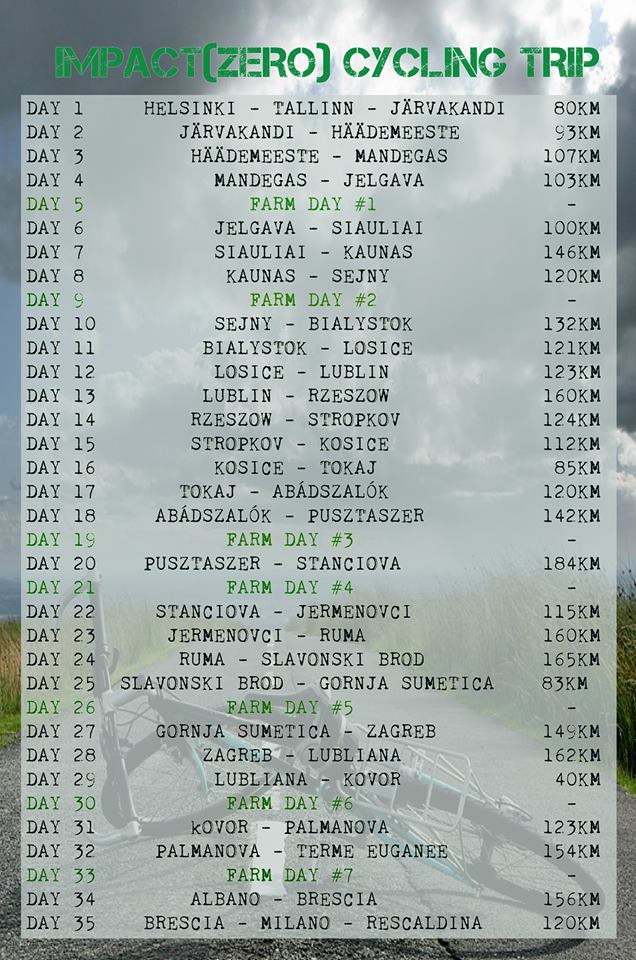 IMPACT(ZERO) CYCLING TRIP
DAY 1 HELSINKI - TALLINN - JÄRVAKANDI 80KM
DAY 2 JÄRVAKANDI - HÄÄDEMEESTE 93KM
DAY 3 HÄÄDEMEESTE - MANDEGAS 107KM
DAY 4 MANDEGAS - JELGAVA 103KM
DAY 5 FARM DAY #1 -
DAY 6 JELGAVA - SIAULIAI 100KM
DAY 7 SIAULIAI - KAUNAS 146KM
DAY 8 KAUNAS - SEJNY 120KM
DAY 9 FARM DAY #2 -
DAY 10 SEJNY - BIALYSTOK 132KM
DAY 11 BIALYSTOK - LOSICE 121KM
DAY 12 LOSICE - LUBLIN 123KM
DAY 13 LUBLIN - RZESZOW 160KM
DAY 14 RZESZOW - STROPKOV 124KM
DAY 15 STROPKOV - KOSICE 112KM
DAY 16 KOSICE - TOKAJ 85KM
DAY 17 TOKAJ - ABÁDSZALÓK 120KM
DAY 18 ABÁDSZALÓK - PUSZTASZER 142KM
DAY 19 FARM DAY #3 -
DAY 20 PUSZTASZER - STANCIOVA 184KM
DAY 21 FARM DAY #4 -
DAY 22 STANCIOVA - JERMENOVCI 115KM
DAY 23 JERMENOVCI - RUMA 160KM
DAY 24 RUMA - SLAVONSKI BROD 165KM
DAY 25 SLAVONSKI BROD - GORNJA SUMETICA 83KM
DAY 26 FARM DAY #5 -
DAY 27 GORNJA SUMETICA - ZAGREB 149KM
DAY 28 ZAGREB - LUBLIANA 162KM
DAY 29 LUBLIANA - KOVOR 40KM
DAY 30 FARM DAY #6 -
DAY 31 kOVOR - PALMANOVA 123KM
DAY 32 PALMANOVA - TERME EUGANEE 154KM
DAY 33 FARM DAY #7 -
DAY 34 ALBANO - BRESCIA 156KM
DAY 35 BRESCIA - MILANO - RESCALDINA 120KM